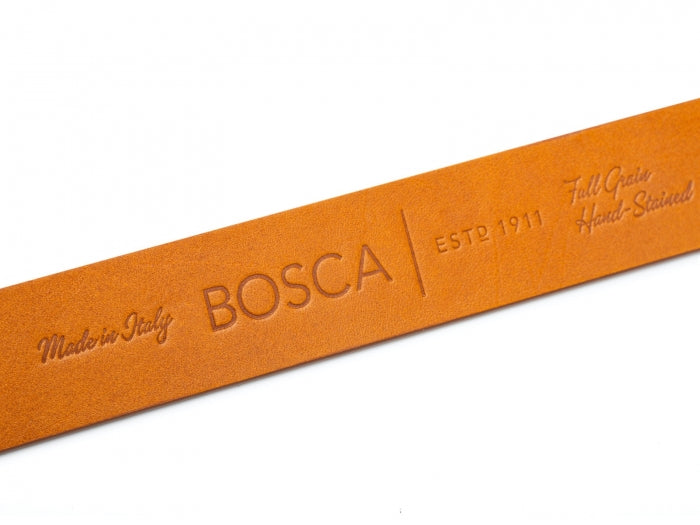 Made in Italy
BOSCA
ESTD 1911
Full Grain
Hand-Stained